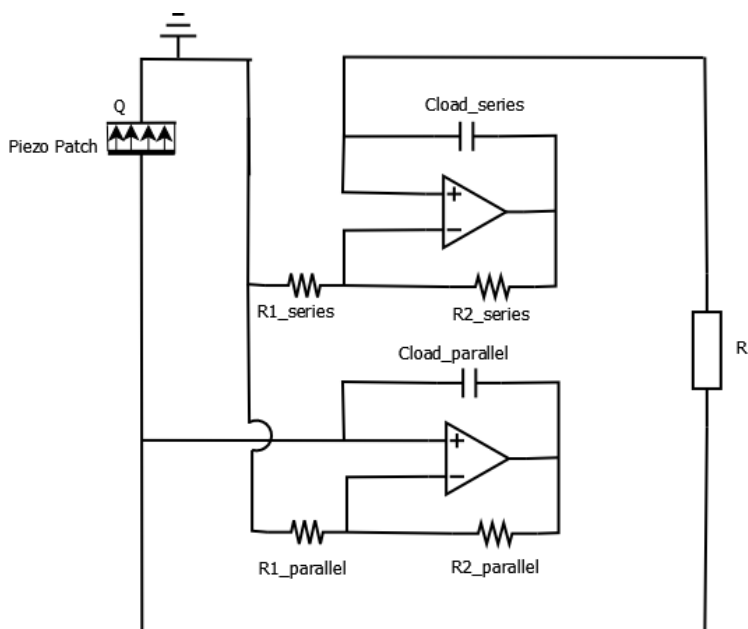 Q
Piezo Patch
Cload_series
R1_series
R2_series
R
Cload_parallel
R1_parallel
R2_parallel